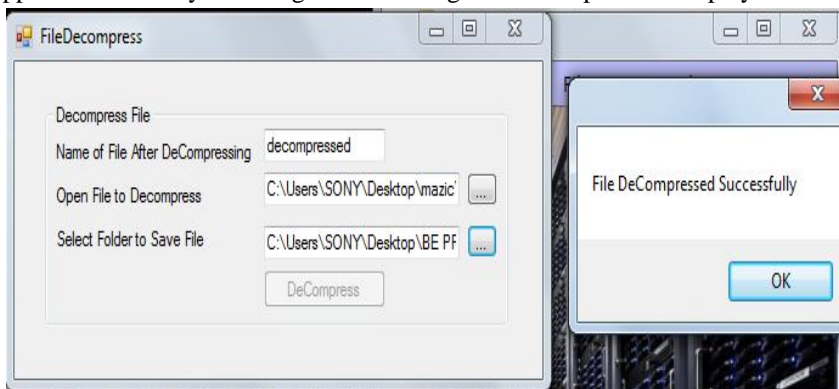 FileDecompress
Decompress File
Name of File After DeCompressing
decompressed
Open File to Decompress
C:\Users\SONY\Desktop\mazic
...
Select Folder to Save File
C:\Users\SONY\Desktop\BE PF
...
DeCompress
File DeCompressed Successfully
OK